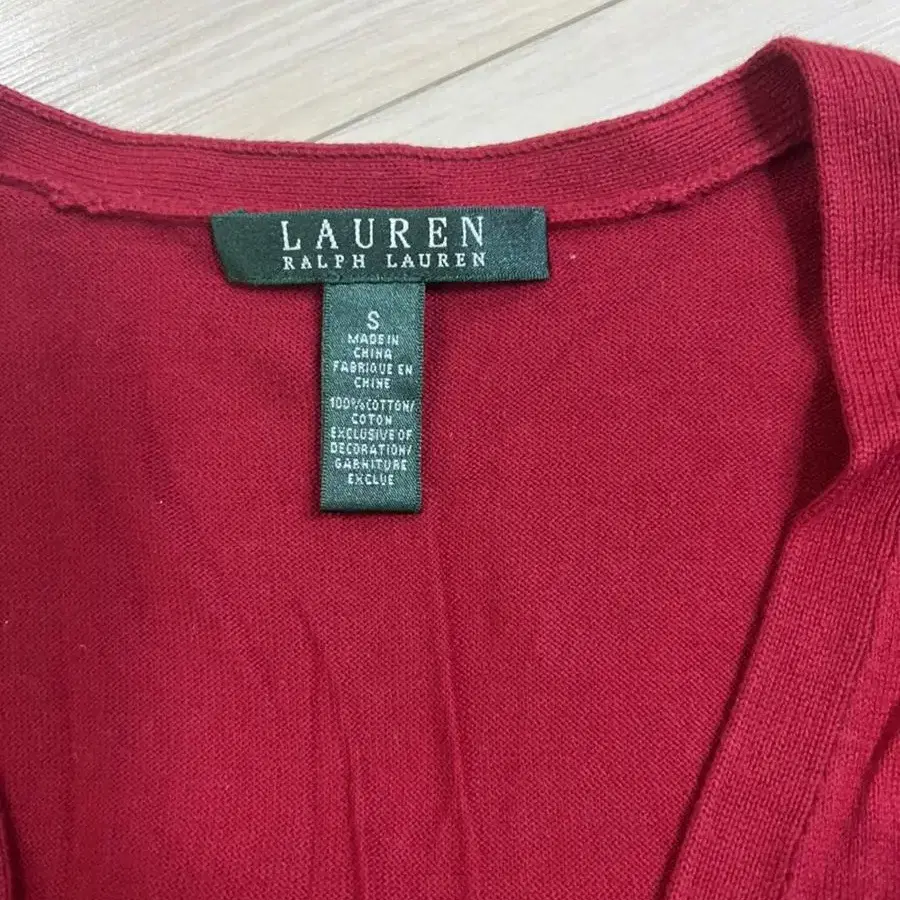 LAUREN
RALPH LAUREN
S
MADE IN
CHINA
FABRIQUE EN
CHINE
100% COTTON/
COTON
EXCLUSIVE OF
DECORATION/
GARNITURE
EXCLUE